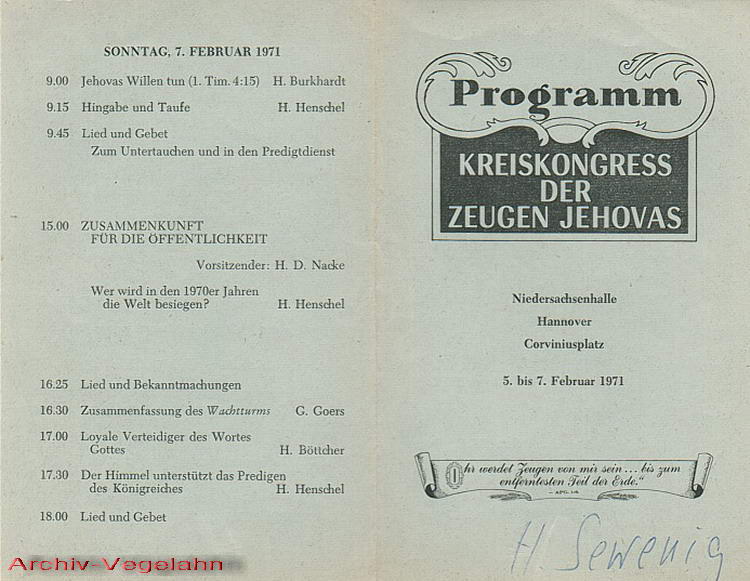 SONNTAG, 7. FEBRUAR 1971
9.00 Jehovas Willen tun (1. Tim. 4:15) H. Burkhardt
9.15 Hingabe und Taufe H. Henschel
9.45 Lied und Gebet
Zum Untertauchen und in den Predigtdienst
15.00 ZUSAMMENKUNFT
FÜR DIE ÖFFENTLICHKEIT
Vorsitzender: H. D. Nacke
Wer wird in den 1970er Jahren
die Welt besiegen? H. Henschel
16.25 Lied und Bekanntmachungen
16.30 Zusammenfassung des Wachtturms G. Goers
17.00 Loyale Verteidiger des Wortes
Gottes H. Böttcher
17.30 Der Himmel unterstützt das Predigen
des Königreiches H. Henschel
18.00 Lied und Gebet
Archiv-Vegelahn
Programm
KREISKONGRESS
DER
ZEUGEN JEHOVAS
Niedersachsenhalle
Hannover
Corviniusplatz
5. bis 7. Februar 1971
Ihr werdet Zeugen von mir sein ... bis zum
entferntesten Teil der Erde."
– APG. 1:8
H. Sewenig